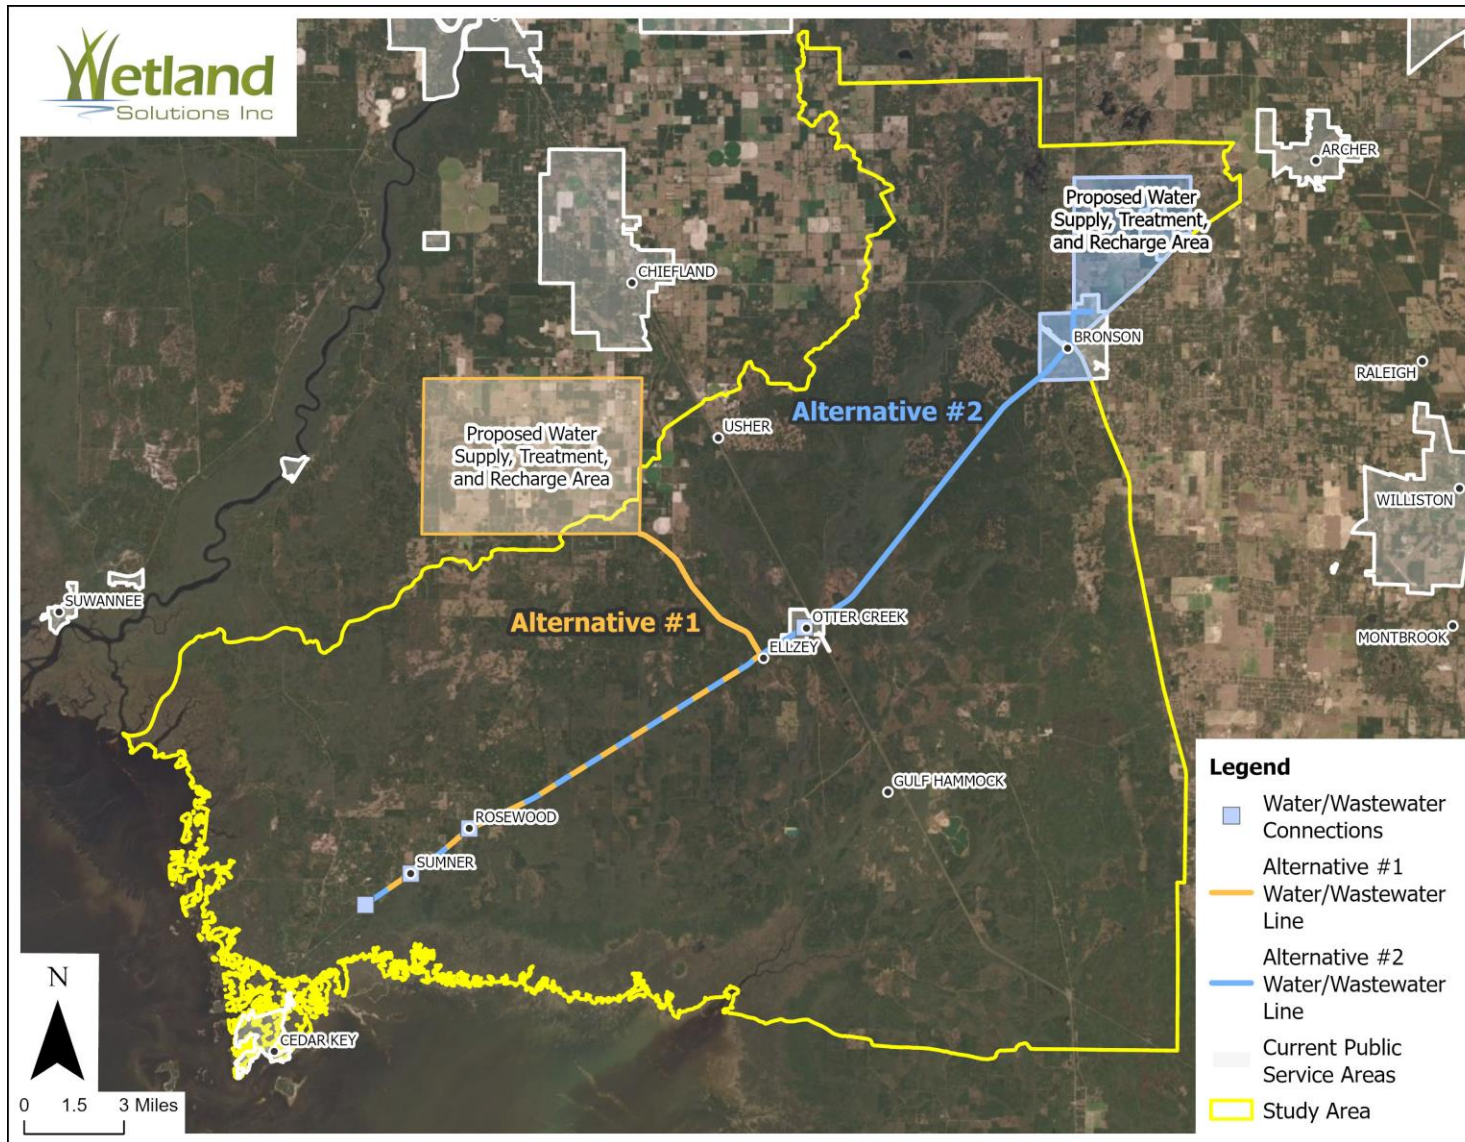 Wetland
Solutions Inc
ARCHER
Proposed Water
Supply, Treatment,
and Recharge Area
CHIEFLAND
BRONSON
RALEIGH
Alternative #2
USHER
Proposed Water
Supply, Treatment,
and Recharge Area
WILLISTON
SUWANNEE
Alternative #1
OTTER CREEK
MONTBROOK
ELLZEY
GULF HAMMOCK
ROSEWOOD
SUMNER
CEDAR KEY
N
0 1.5 3 Miles
Legend
Water/Wastewater
Connections
Alternative #1
Water/Wastewater
Line
Alternative #2
Water/Wastewater
Line
Current Public
Service Areas
Study Area